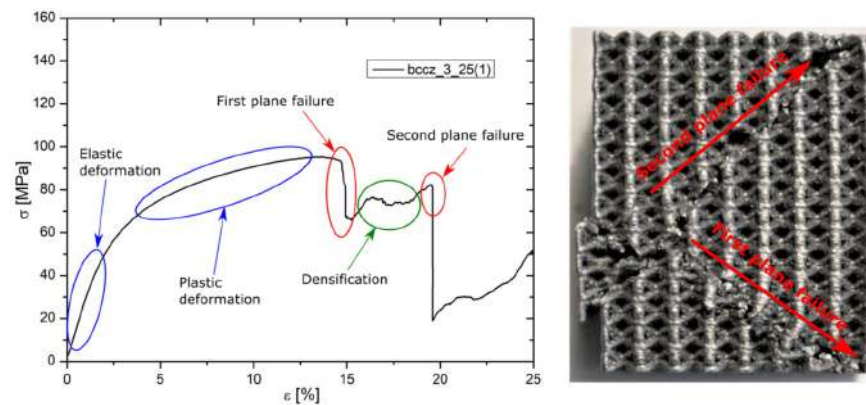 160
140
120
100
80
60
40
20
0
σ [MPa]
bccz_3_25(1)
First plane failure
Second plane failure
Elastic
deformation
Plastic
deformation
Densification
0
5
10
15
20
25
ε [%]
Second plane failure
First plane failure